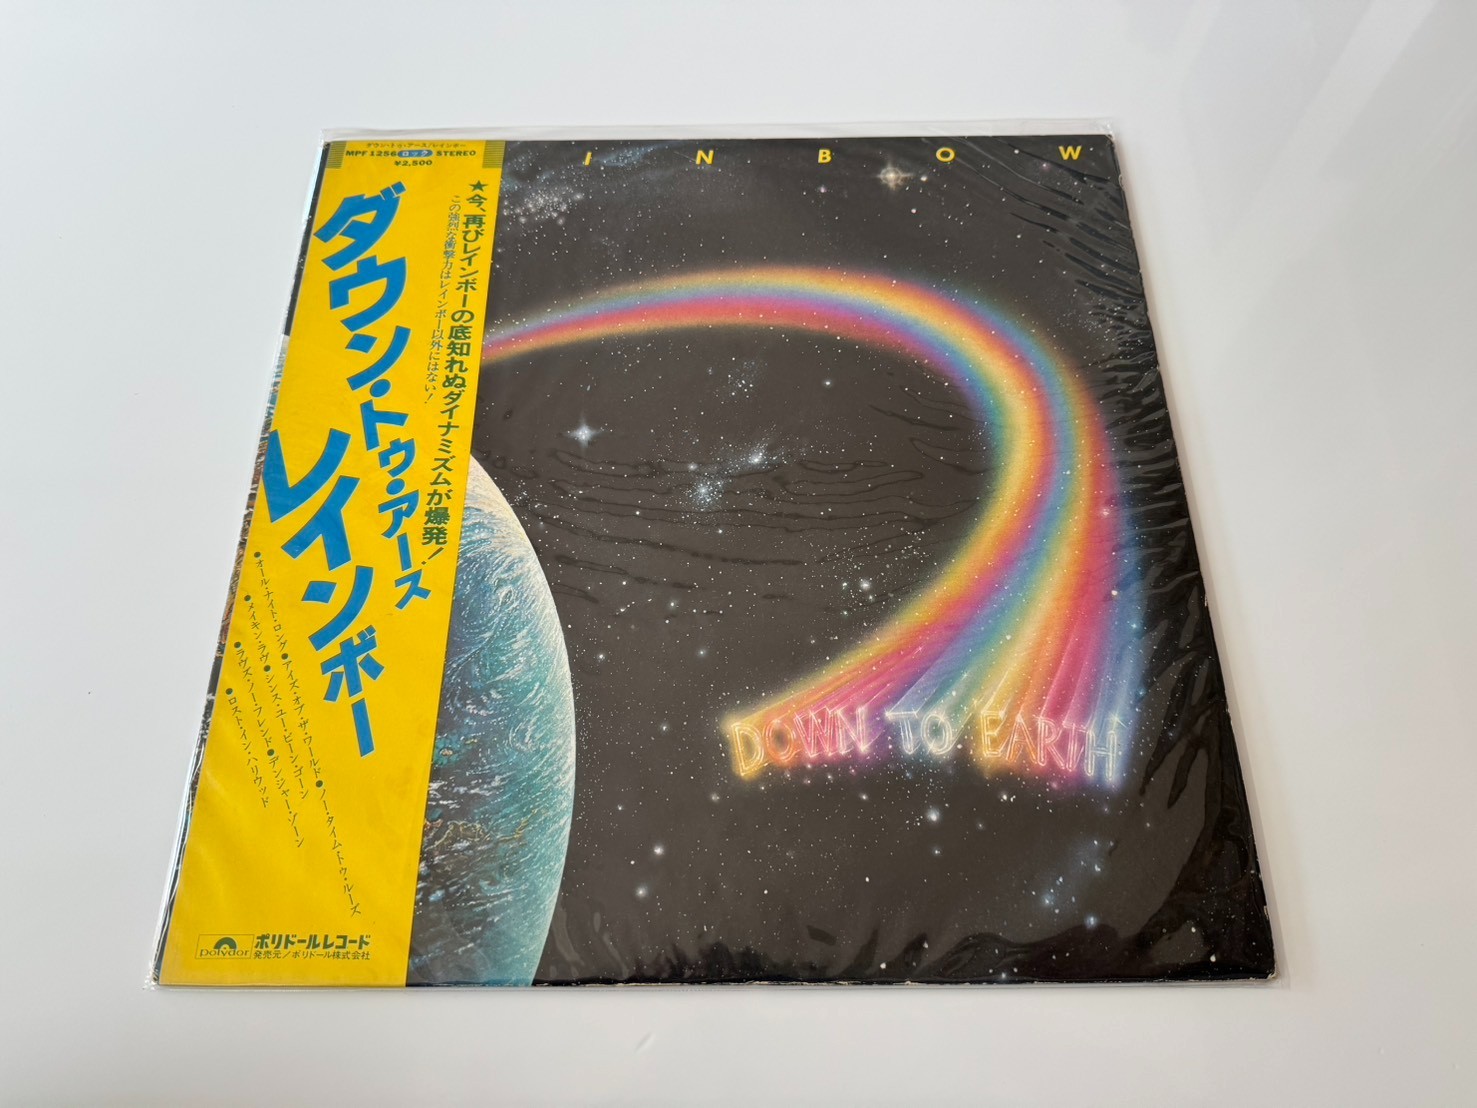 ダウン・トゥ・アース/レインボー
MPF 1256 ロック STEREO
¥2,500
INBOW
★今、再びレインボーの底知れぬダイナミズムが爆発!
この強烈な衝撃力はレインボー以外にはない!
ダウン・トゥ・アース
レインボー
●オール・ナイト・ロング●アイズ・オブ・ザ・ワールド●ノー・タイム・トゥ・ルーズ
●メイキン・ラヴ●シンス・ユー・ビーン・ゴーン
●ラヴズ・ノー・フレンド●デンジャー・ゾーン
●ロスト・イン・ハリウッド
DOWN TO EARTH
polydor
ポリドールレコード
発売元/ポリドール株式会社